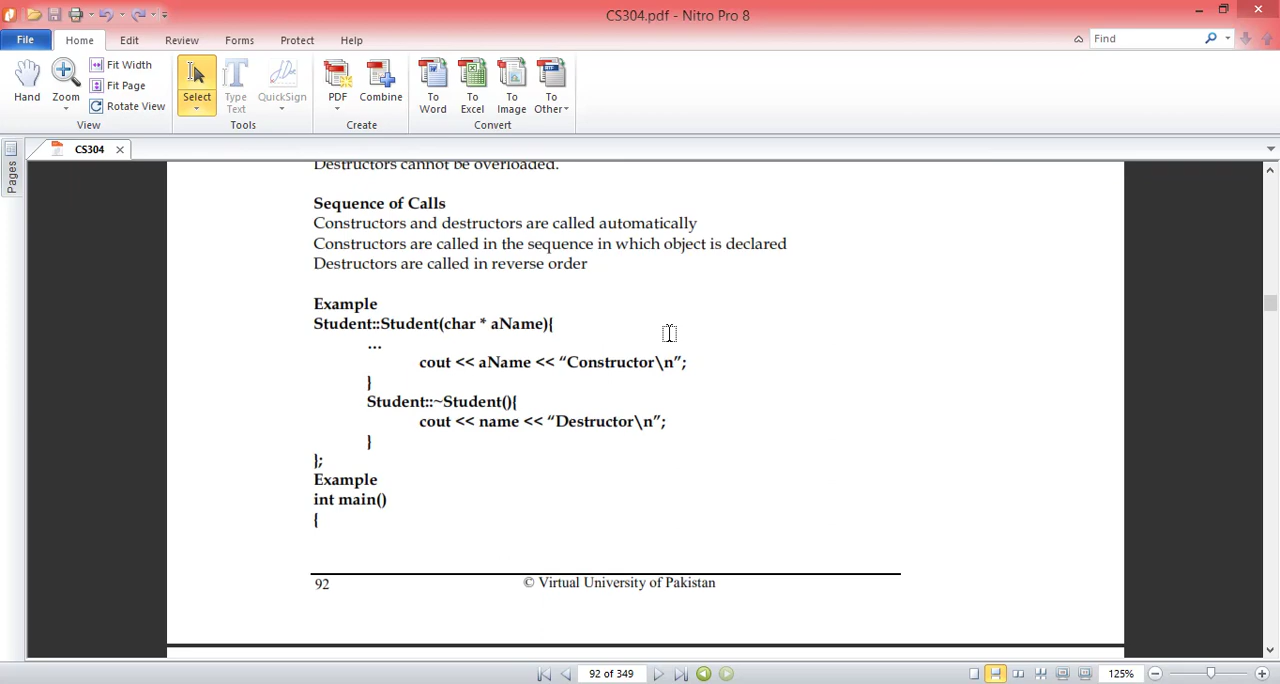 CS304.pdf - Nitro Pro 8
File Home Edit Review Forms Protect Help Find
Hand Zoom Fit Width Fit Page Rotate View Select Type Text QuickSign PDF Combine To Word To Excel To Image To Other
View Tools Create Convert
CS304
Pages
Destructors cannot be overloaded.
Sequence of Calls
Constructors and destructors are called automatically
Constructors are called in the sequence in which object is declared
Destructors are called in reverse order
Example
Student::Student(char * aName){
...
cout << aName << “Constructor\n”;
}
Student::~Student(){
cout << name << “Destructor\n”;
}
};
Example
int main()
{
92 © Virtual University of Pakistan
92 of 349 125%